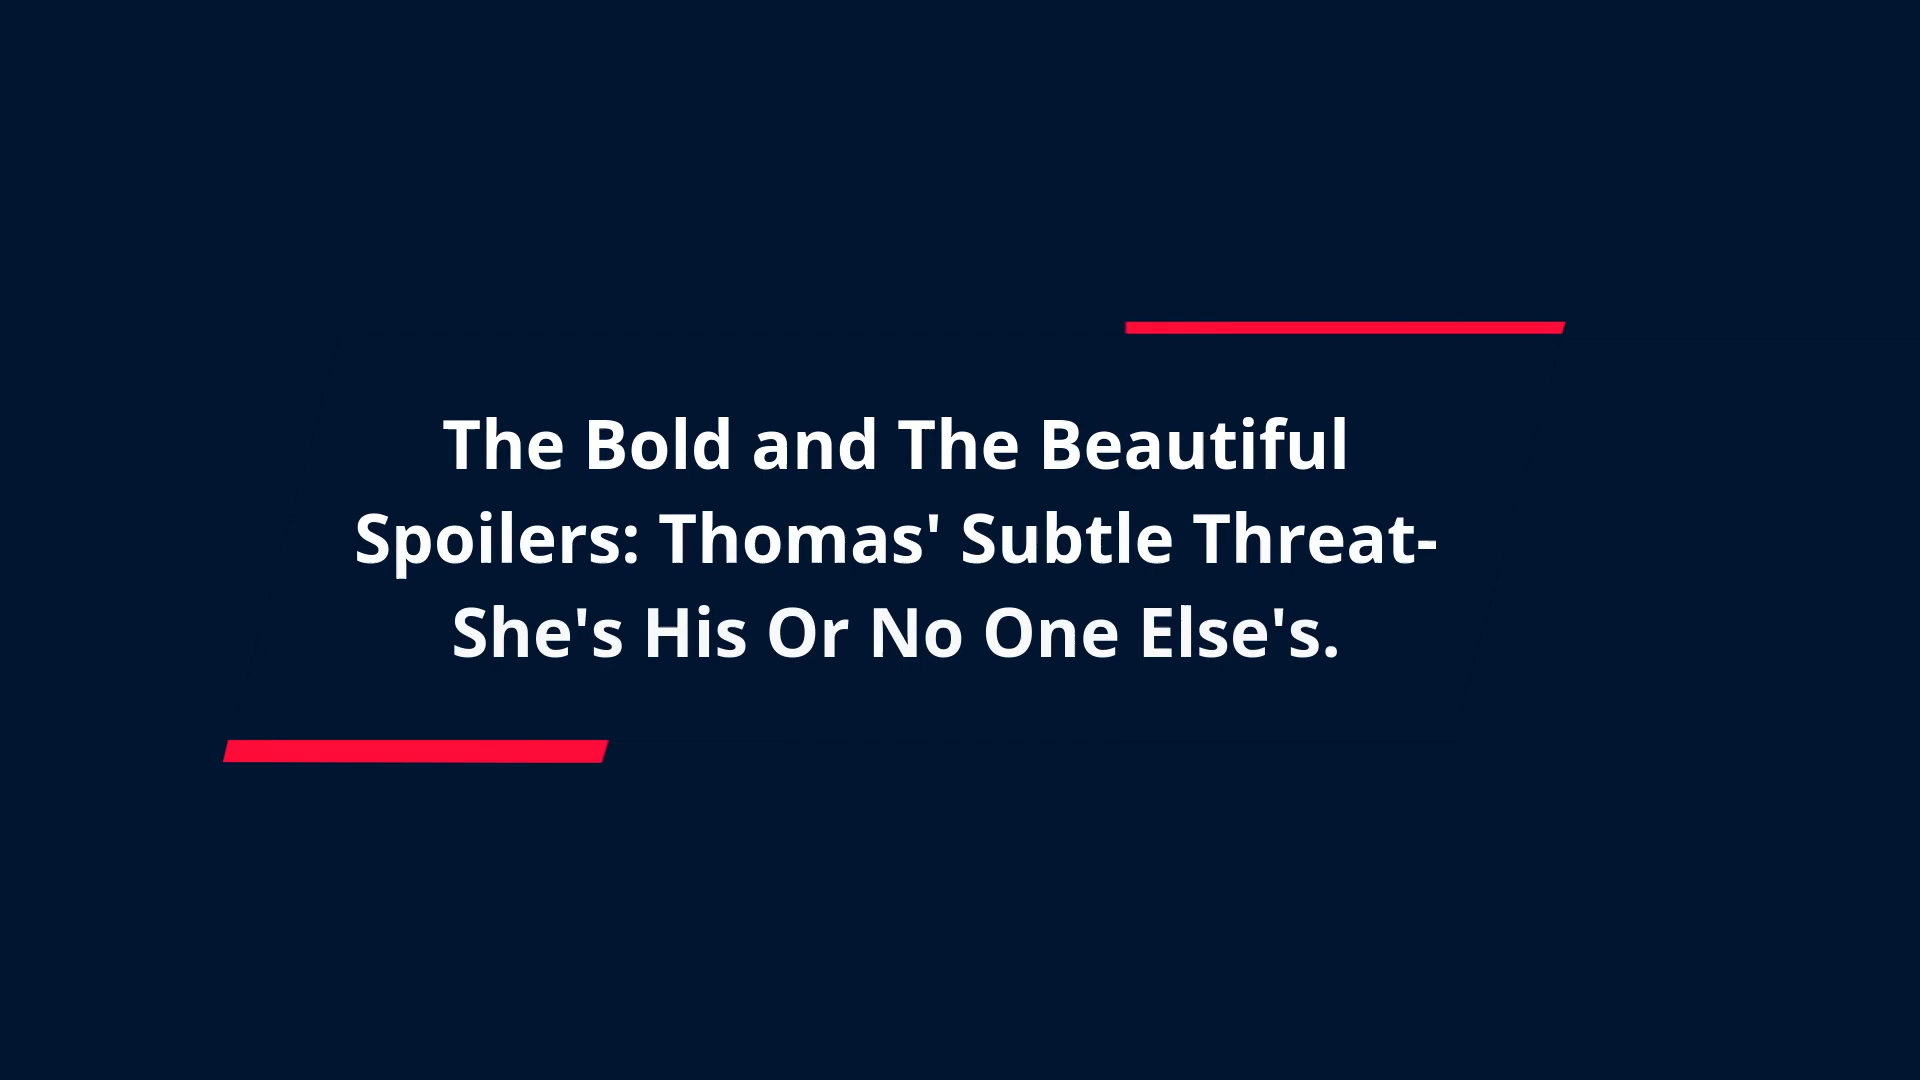 The Bold and The Beautiful
Spoilers: Thomas' Subtle Threat-
She's His Or No One Else's.